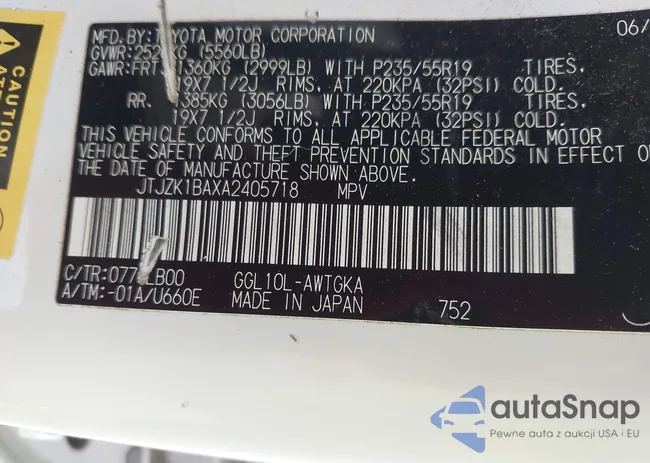 MFD.BY:TOYOTA MOTOR CORPORATION 06/
GVWR:252 KG (5560LB)
GAWR:FRT. 1360KG (2999LB) WITH P235/55R19 TIRES,
19X7 1/2J RIMS, AT 220KPA (32PSI) COLD.
RR. 1385KG (3056LB) WITH P235/55R19 TIRES,
19X7 1/2J RIMS, AT 220KPA (32PSI) COLD.
THIS VEHICLE CONFORMS TO ALL APPLICABLE FEDERAL MOTOR
VEHICLE SAFETY AND THEFT PREVENTION STANDARDS IN EFFECT O
THE DATE OF MANUFACTURE SHOWN ABOVE.
JTJZK1BAXA2405718 MPV
C/TR:077 LB00 GGL10L-AWTGKA
A/TM:-01A/U660E MADE IN JAPAN 752
CAUTION
autaSnap
Pewne auta z aukcji USA i EU